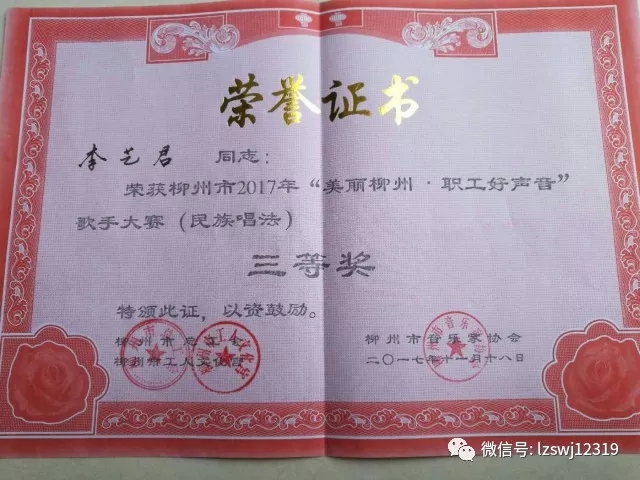 荣誉证书
李艺君 同志：
荣获柳州市2017年“美丽柳州·职工好声音”
歌手大赛（民族唱法）
三等奖
特颁此证，以资鼓励。
柳州市总工会
柳州市工人文化宫
柳州市音乐家协会
二〇一七年十一月十八日
微信号: lzswj12319